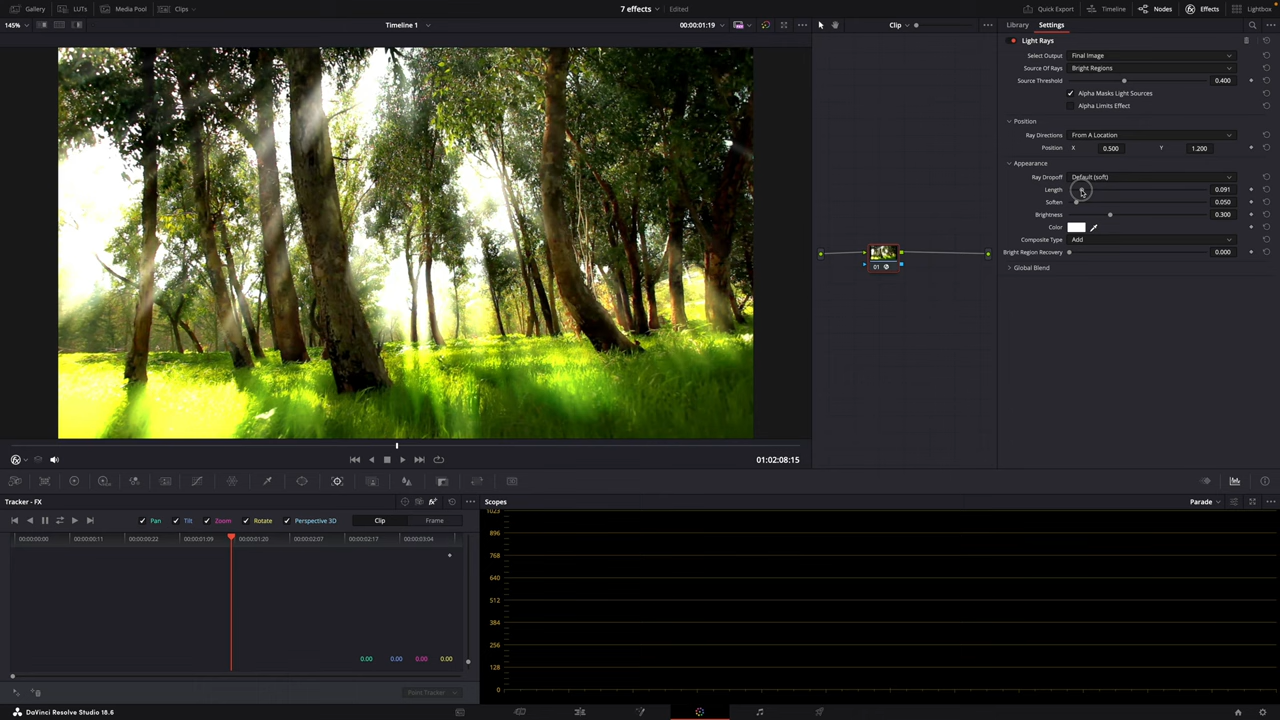 Gallery LUTs Media Pool Clips 7 effects Edited Quick Export Timeline Nodes Effects Lightbox
145% Timeline 1 00:00:01:19 Clip Library Settings
Light Rays
Select Output Final Image
Source Of Rays Bright Regions
Source Threshold 0.400
Alpha Masks Light Sources
Alpha Limits Effect
Position
Ray Directions From A Location
Position X 0.500 Y 1.200
Appearance
Ray Dropoff Default (soft)
Length 0.091
Soften 0.050
Brightness 0.300
Color
Composite Type Add
Bright Region Recovery 0.000
Global Blend
01
01:02:08:15
Tracker - FX Scopes Parade
Pan Tilt Zoom Rotate Perspective 3D Clip Frame
00:00:00:00 00:00:00:11 00:00:00:22 00:00:01:09 00:00:01:20 00:00:02:07 00:00:02:17 00:00:03:04
1023
896
768
640
512
384
256
128
0
0.00 0.00 0.00 0.00
Point Tracker
DaVinci Resolve Studio 18.6